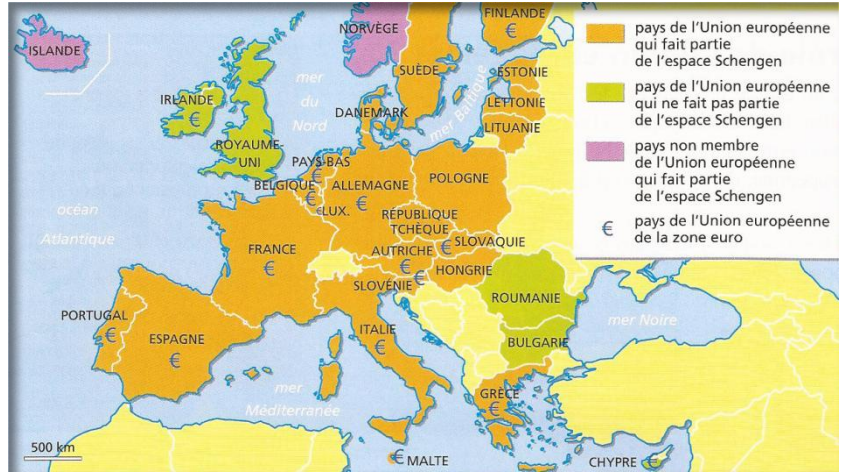 ISLANDE
NORVÈGE
FINLANDE
€
SUÈDE
ESTONIE
LETTONIE
LITUANIE
mer Baltique
mer
du
Nord
DANEMARK
IRLANDE
€
ROYAUME-
UNI
PAYS-BAS
€
BELGIQUE
€
€
LUX.
ALLEMAGNE
€
POLOGNE
RÉPUBLIQUE
TCHÈQUE
€
SLOVAQUIE
AUTRICHE
€
HONGRIE
SLOVÉNIE
€
océan
Atlantique
FRANCE
€
ROUMANIE
BULGARIE
mer Noire
PORTUGAL
€
ESPAGNE
€
ITALIE
€
mer
Méditerranée
GRÈCE
€
€ MALTE
CHYPRE €
500 km
pays de l'Union européenne
qui fait partie
de l'espace Schengen
pays de l'Union européenne
qui ne fait pas partie
de l'espace Schengen
pays non membre
de l'Union européenne
qui fait partie
de l'espace Schengen
€ pays de l'Union européenne
de la zone euro